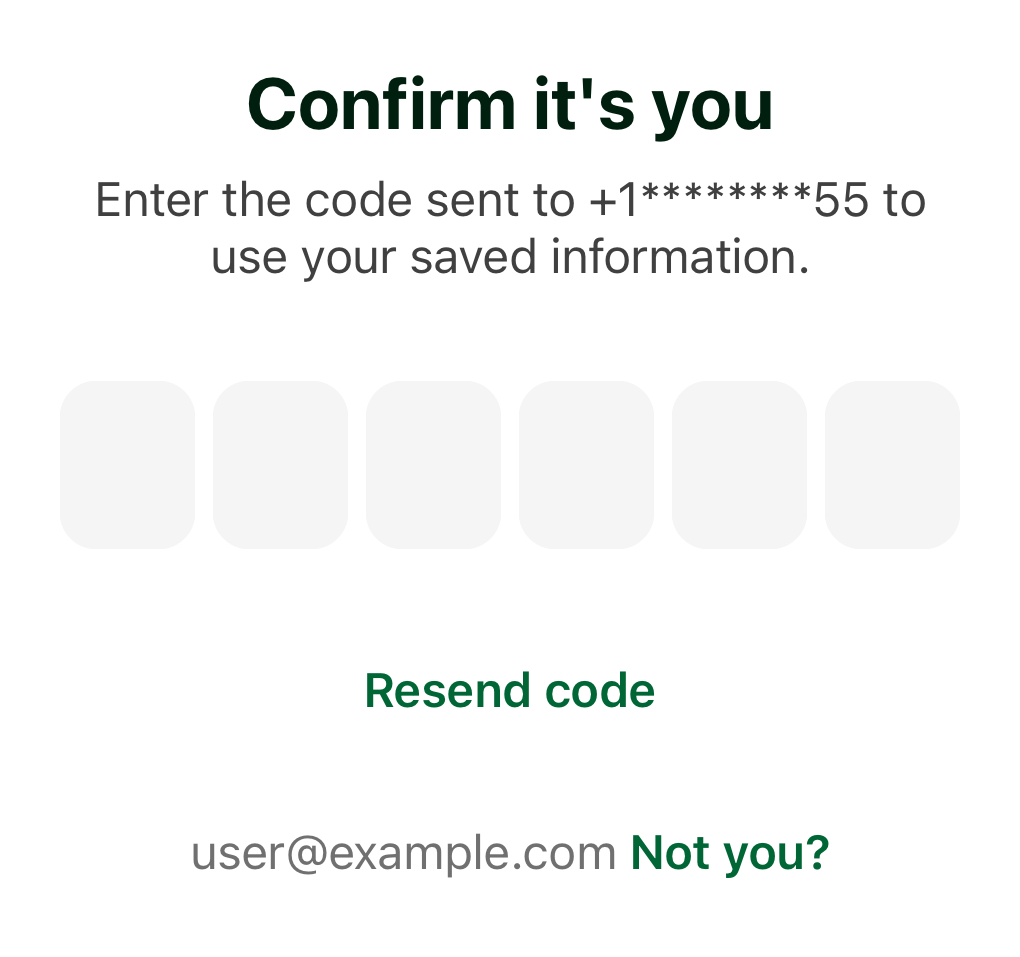 Confirm it's you
Enter the code sent to +1********55 to
use your saved information.
Resend code
user@example.com Not you?